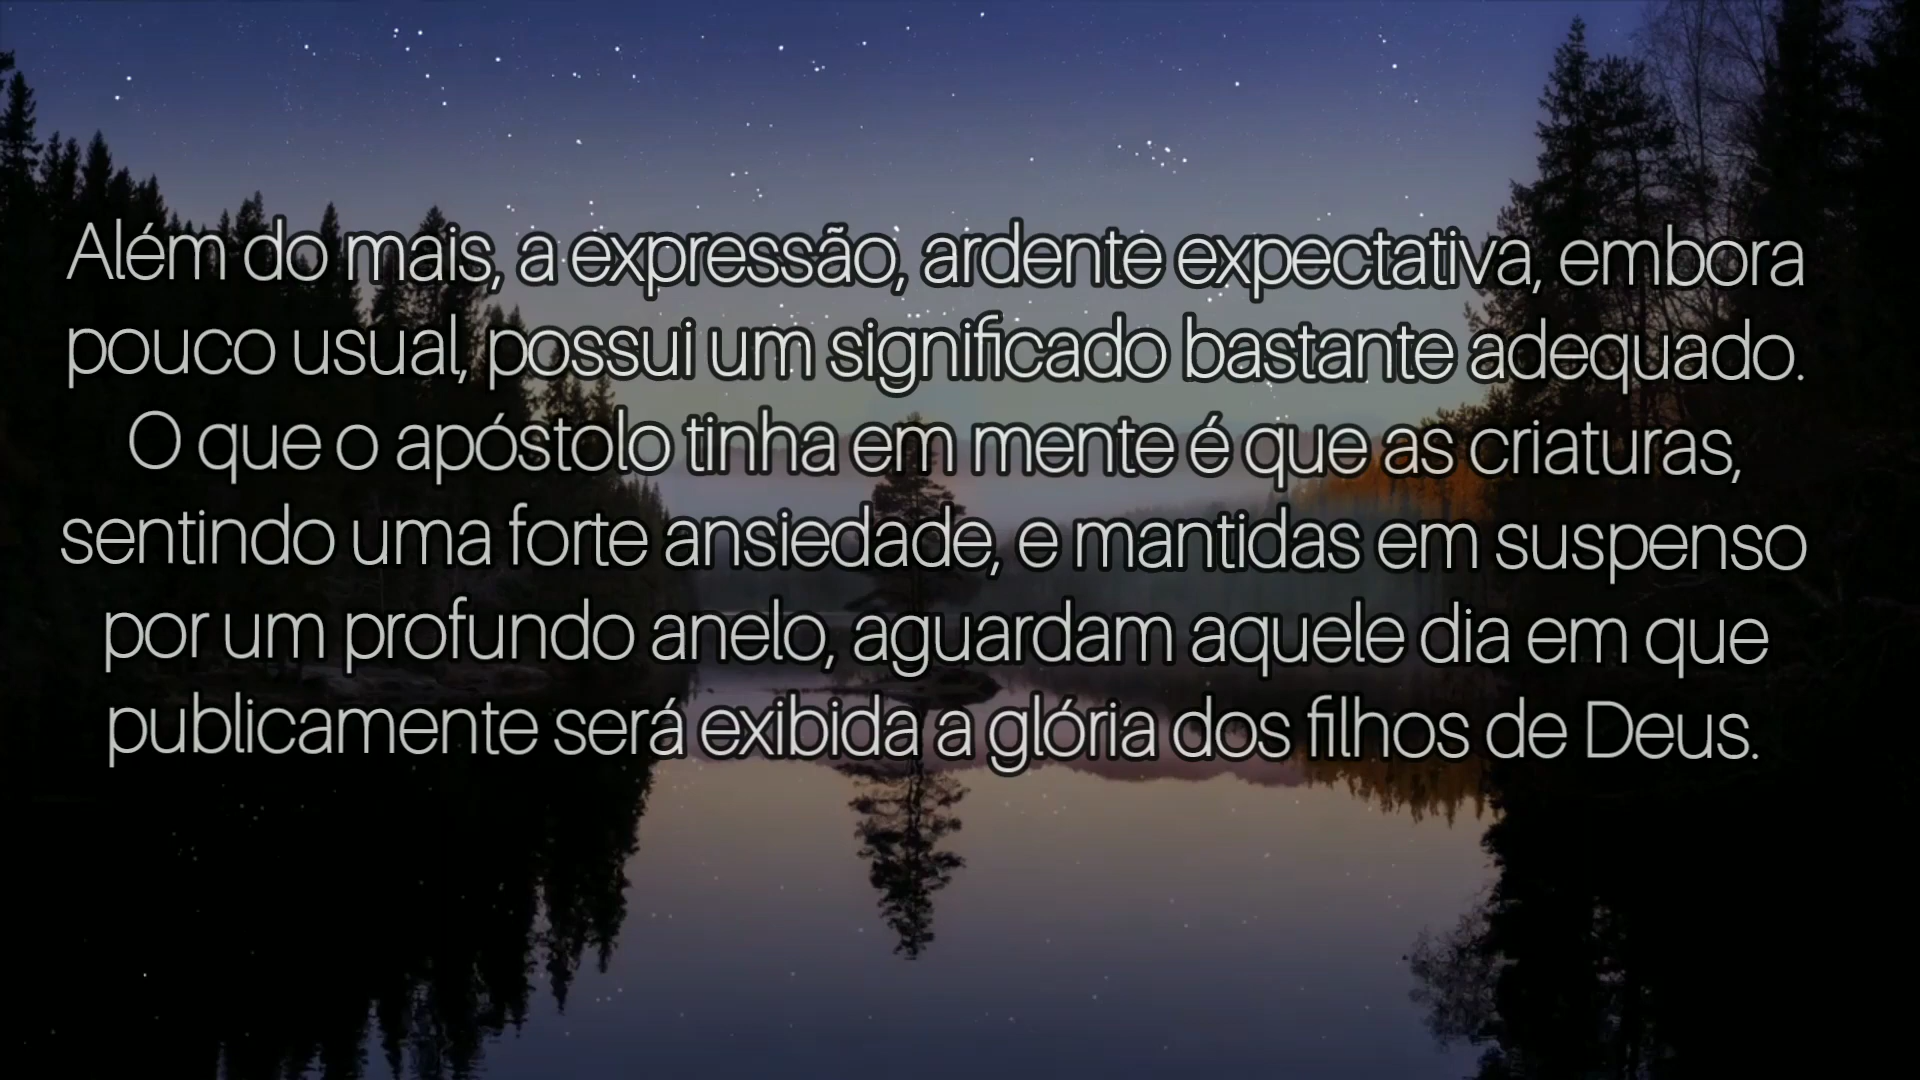 Além do mais, a expressão, ardente expectativa, embora
pouco usual, possui um significado bastante adequado.
O que o apóstolo tinha em mente é que as criaturas,
sentindo uma forte ansiedade, e mantidas em suspenso
por um profundo anelo, aguardam aquele dia em que
publicamente será exibida a glória dos filhos de Deus.